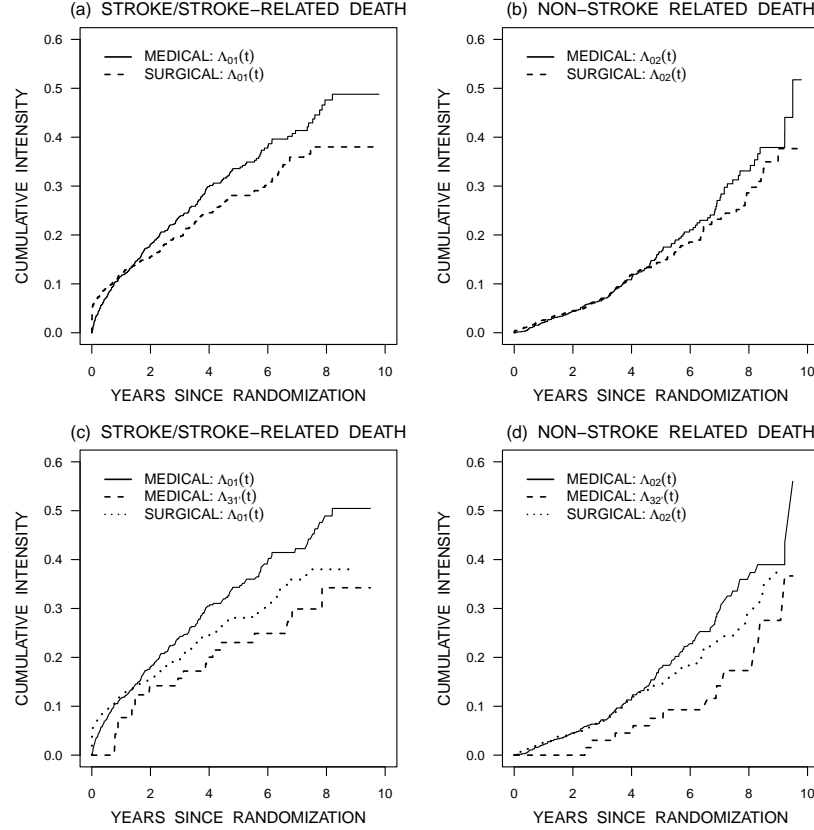 (a) STROKE/STROKE−RELATED DEATH
MEDICAL: Λ01(t)
SURGICAL: Λ01(t)
CUMULATIVE INTENSITY
0.6
0.5
0.4
0.3
0.2
0.1
0.0
0 2 4 6 8 10
YEARS SINCE RANDOMIZATION
(b) NON−STROKE RELATED DEATH
MEDICAL: Λ02(t)
SURGICAL: Λ02(t)
CUMULATIVE INTENSITY
0.6
0.5
0.4
0.3
0.2
0.1
0.0
0 2 4 6 8 10
YEARS SINCE RANDOMIZATION
(c) STROKE/STROKE−RELATED DEATH
MEDICAL: Λ01(t)
MEDICAL: Λ31'(t)
SURGICAL: Λ01(t)
CUMULATIVE INTENSITY
0.6
0.5
0.4
0.3
0.2
0.1
0.0
0 2 4 6 8 10
YEARS SINCE RANDOMIZATION
(d) NON−STROKE RELATED DEATH
MEDICAL: Λ02(t)
MEDICAL: Λ32'(t)
SURGICAL: Λ02(t)
CUMULATIVE INTENSITY
0.6
0.5
0.4
0.3
0.2
0.1
0.0
0 2 4 6 8 10
YEARS SINCE RANDOMIZATION